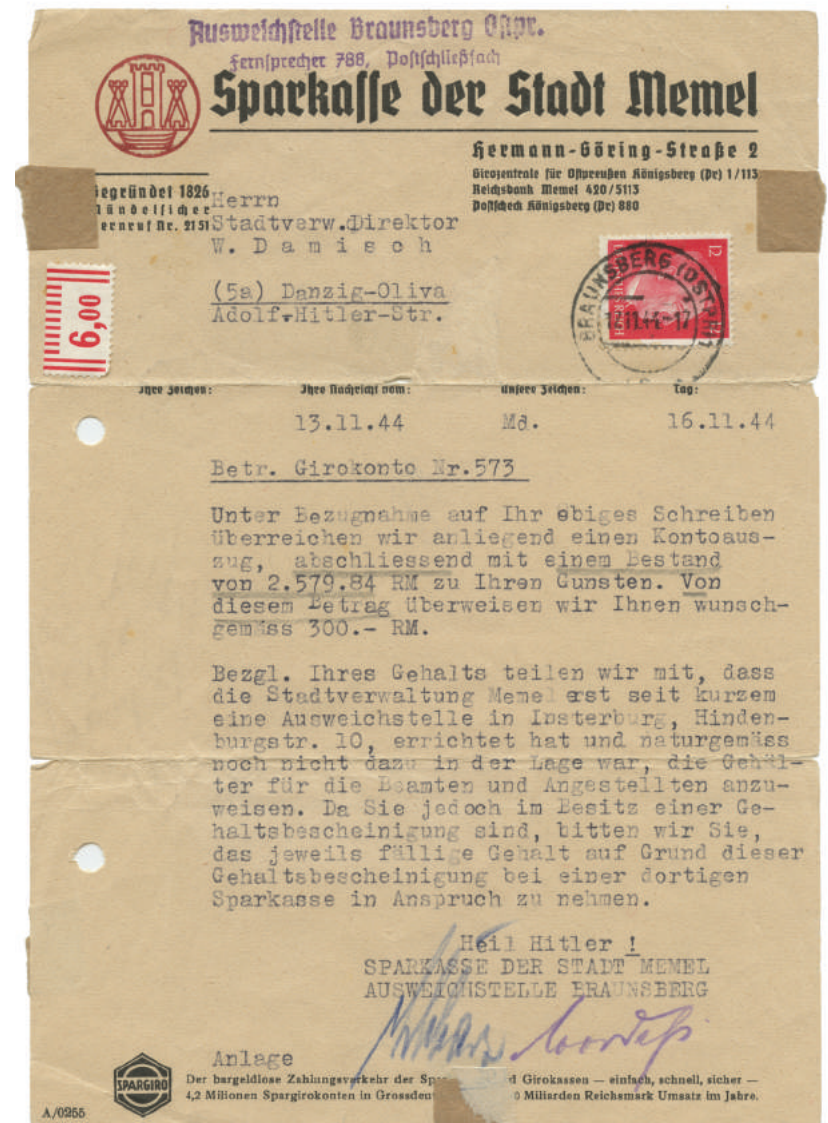 Ausweichstelle Braunsberg Ostpr.
Fernsprecher 788, Postschließfach
Sparkasse der Stadt Memel
Hermann-Göring-Straße 2
Girozentrale für Ostpreußen Königsberg (Pr) 1/113
Reichsbank Memel 420/5113
Postscheck Königsberg (Pr) 880
Gegründet 1826
Mündelsicher
Fernruf Nr. 2151
Herrn
Stadtverw.Direktor
W. Damisch
(5a) Danzig-Oliva
Adolf-Hitler-Str.
6,00
12
BRAUNSBERG (OSTPR) 1
17.11.44-17
Ihre Zeichen: Ihre Nachricht vom: Unsere Zeichen: Tag:
13.11.44 Md. 16.11.44
Betr. Girokonto Nr.573
Unter Bezugnahme auf Ihr obiges Schreiben
überreichen wir anliegend einen Kontoaus-
zug, abschliessend mit einem Bestand
von 2.579.84 RM zu Ihren Gunsten. Von
diesem Betrag überweisen wir Ihnen wunsch-
gemäss 300.- RM.
Bezgl. Ihres Gehalts teilen wir mit, dass
die Stadtverwaltung Memel erst seit kurzem
eine Ausweichstelle in Insterburg, Hinden-
burgstr. 10, errichtet hat und naturgemäss
noch nicht dazu in der Lage war, die Gehäl-
ter für die Beamten und Angestellten anzu-
weisen. Da Sie jedoch im Besitz einer Ge-
haltsbescheinigung sind, bitten wir Sie,
das jeweils fällige Gehalt auf Grund dieser
Gehaltsbescheinigung bei einer dortigen
Sparkasse in Anspruch zu nehmen.
Heil Hitler !
SPARKASSE DER STADT MEMEL
AUSWEICHSTELLE BRAUNSBERG
Anlage
SPARGIRO
Der bargeldlose Zahlungsverkehr der d Girokassen — einfach, schnell, sicher —
4,2 Millionen Spargirokonten in Milliarden Reichsmark Umsatz im Jahre.
A/0255